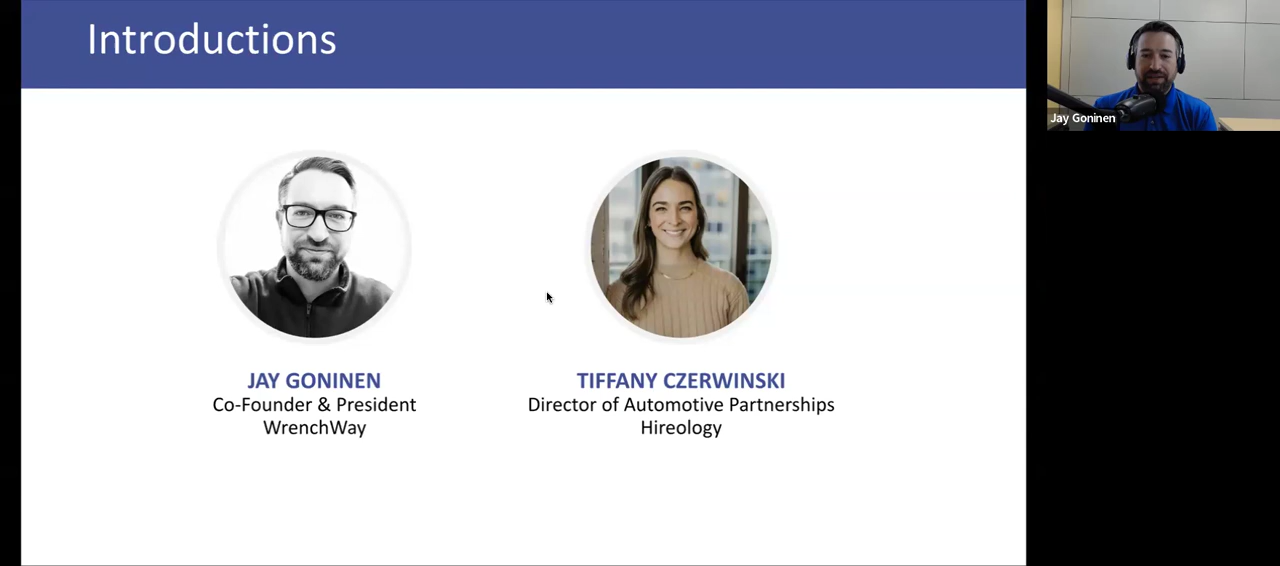 Introductions
Jay Goninen
JAY GONINEN
Co-Founder & President
WrenchWay
TIFFANY CZERWINSKI
Director of Automotive Partnerships
Hireology